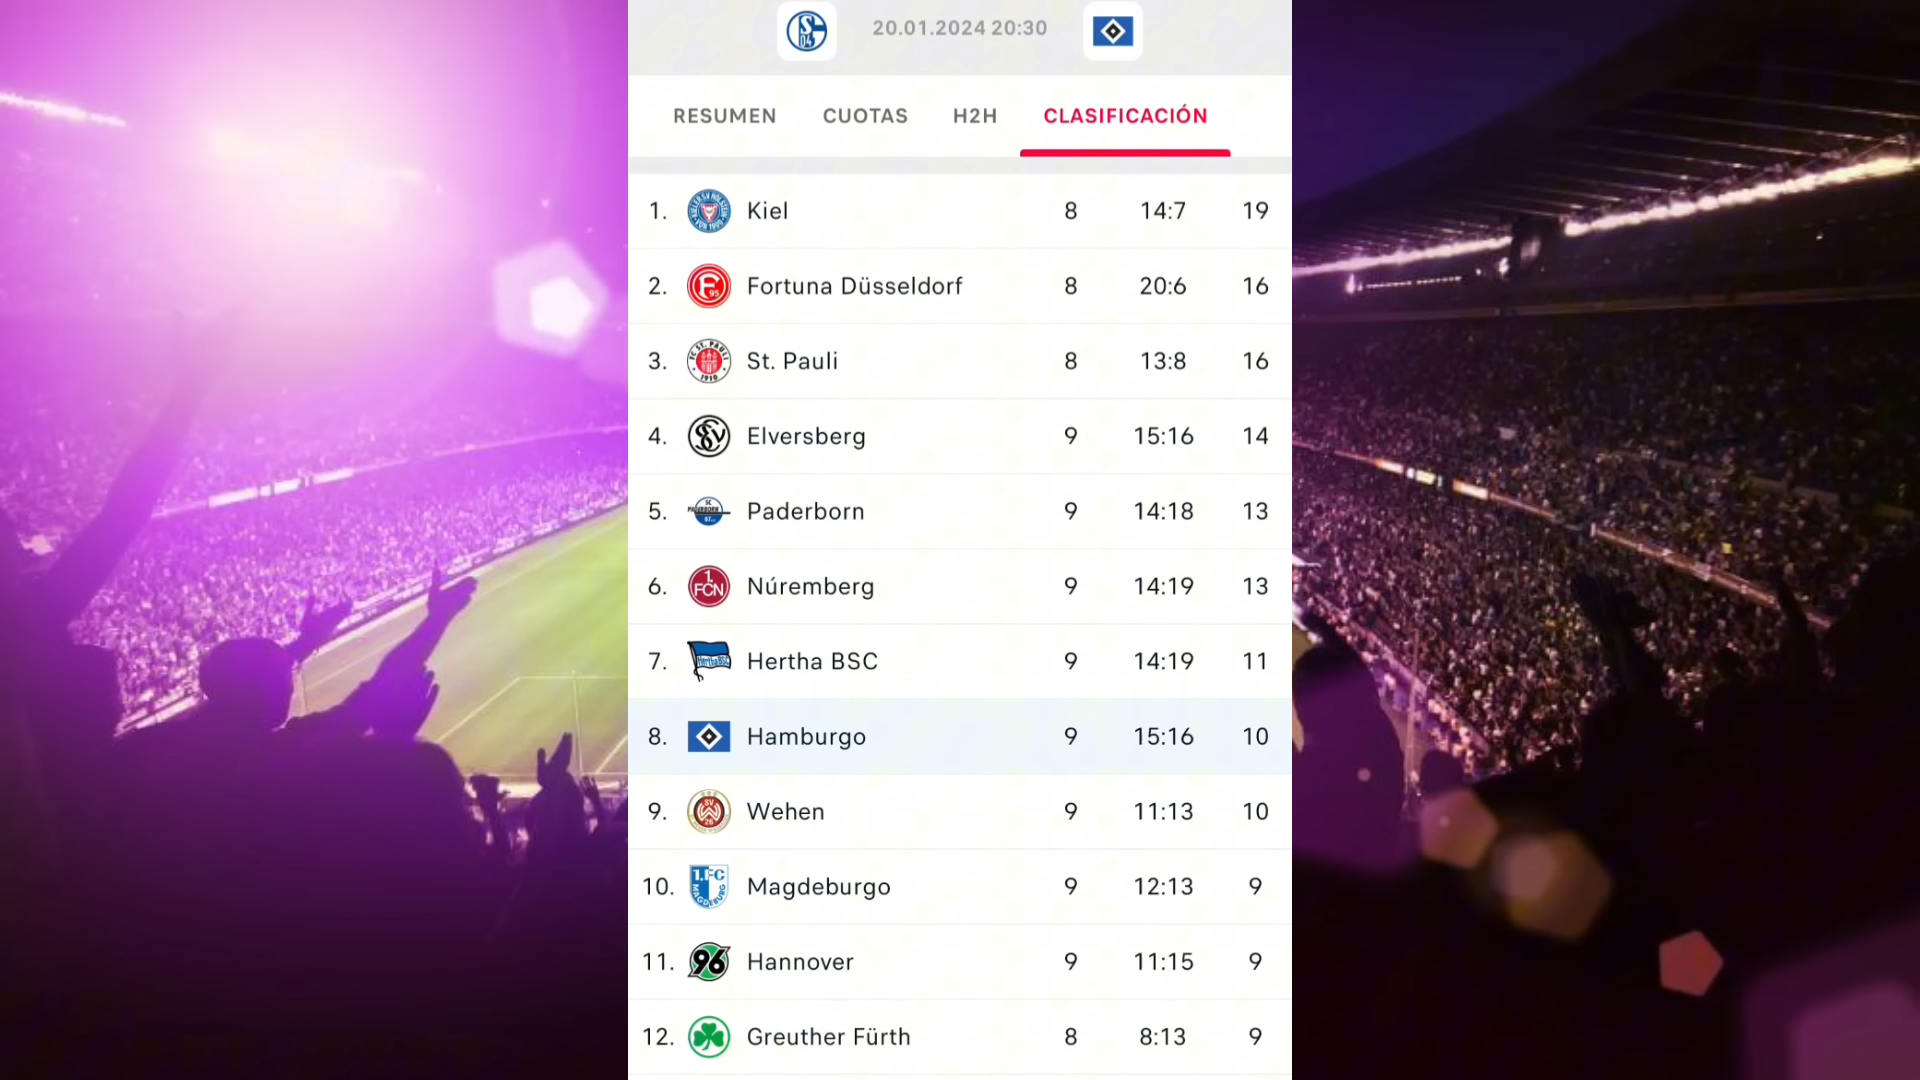 20.01.2024 20:30
RESUMEN CUOTAS H2H CLASIFICACIÓN
1. Kiel 8 14:7 19
2. Fortuna Düsseldorf 8 20:6 16
3. St. Pauli 8 13:8 16
4. Elversberg 9 15:16 14
5. Paderborn 9 14:18 13
6. Núremberg 9 14:19 13
7. Hertha BSC 9 14:19 11
8. Hamburgo 9 15:16 10
9. Wehen 9 11:13 10
10. Magdeburgo 9 12:13 9
11. Hannover 9 11:15 9
12. Greuther Fürth 8 8:13 9